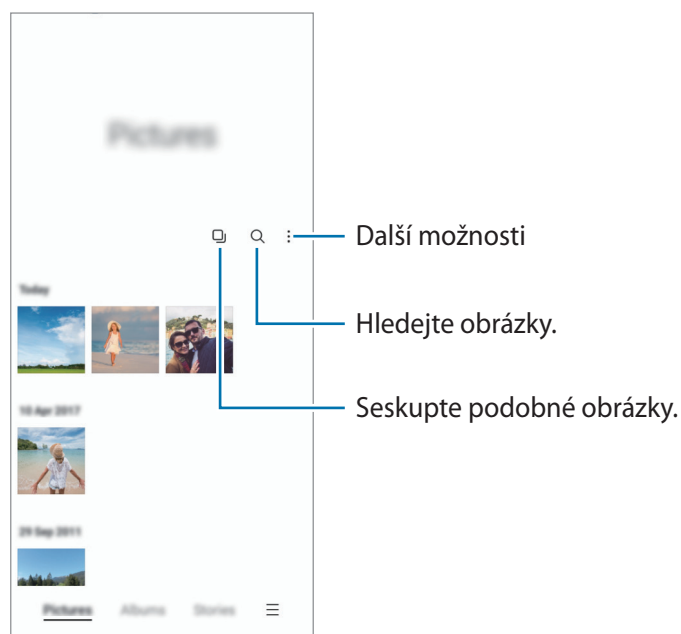 Pictures
Další možnosti
Today
Hledejte obrázky.
Seskupte podobné obrázky.
10 Apr 2017
29 Sep 2011
Pictures Albums Stories